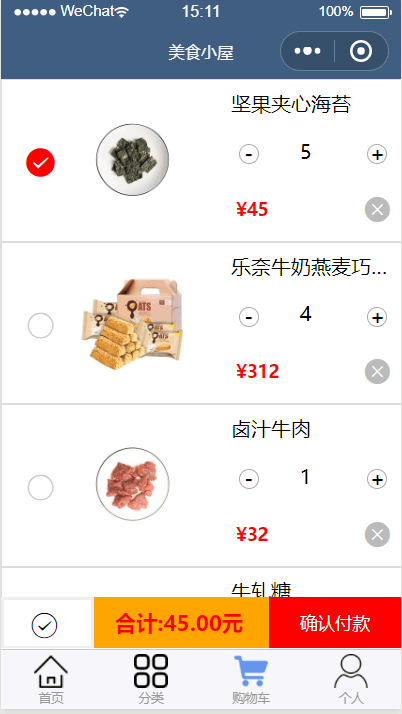 WeChat 15:11 100%
美食小屋
坚果夹心海苔
- 5 +
¥45
乐奈牛奶燕麦巧...
- 4 +
¥312
OATS
OATS
卤汁牛肉
- 1 +
¥32
牛轧糖
合计:45.00元 确认付款
首页 分类 购物车 个人